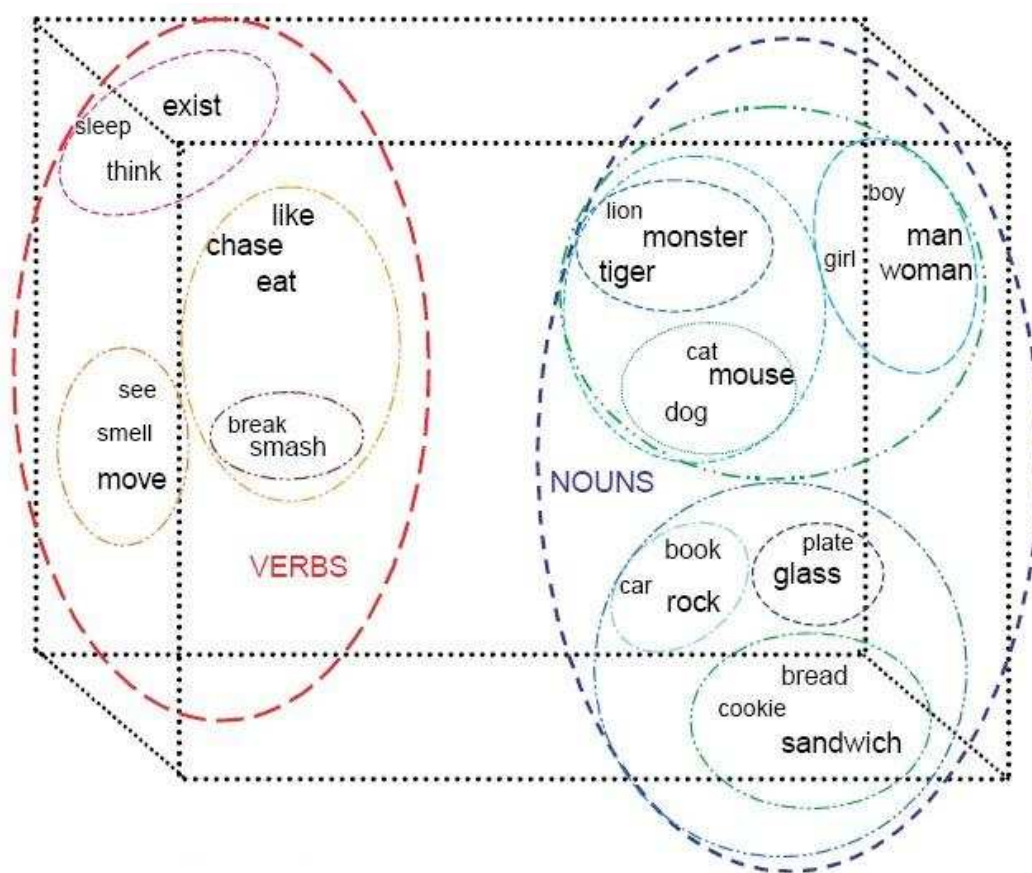 exist
sleep
think
like
chase
eat
see
smell
move
break
smash
VERBS
lion
monster
tiger
cat
mouse
dog
boy
man
girl
woman
NOUNS
book
car
rock
plate
glass
bread
cookie
sandwich